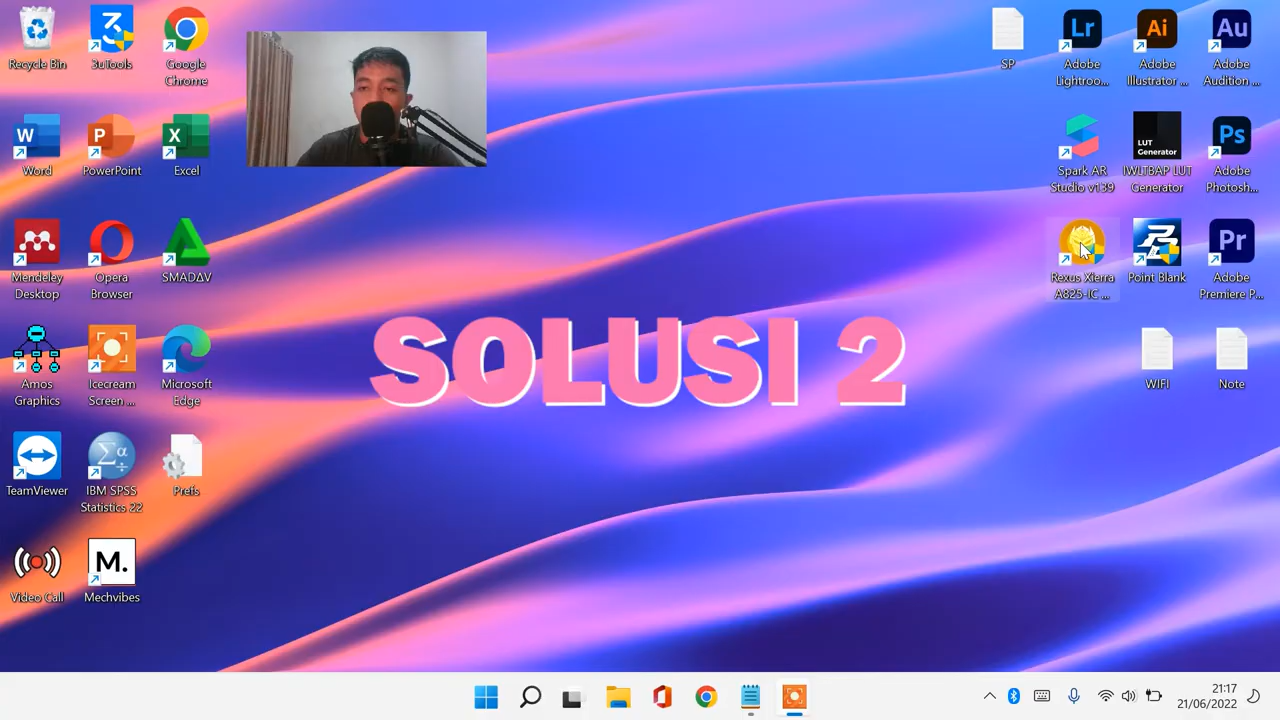 Recycle Bin
3uTools
Google
Chrome
SP
Lr
Adobe
Lightroo...
Ai
Adobe
Illustrator ...
Au
Adobe
Audition ...
W
Word
P
PowerPoint
X
Excel
Spark AR
Studio v139
LUT
Generator
IWLTBAP LUT
Generator
Ps
Adobe
Photosh...
Mendeley
Desktop
Opera
Browser
SMADΔV
Rexus Xierra
A825-IC ...
Point Blank
Pr
Adobe
Premiere P...
SOLUSI 2
Amos
Graphics
Icecream
Screen ...
Microsoft
Edge
WIFI
Note
TeamViewer
Σα
IBM SPSS
Statistics 22
Prefs
Video Call
M.
Mechvibes
21:17
21/06/2022